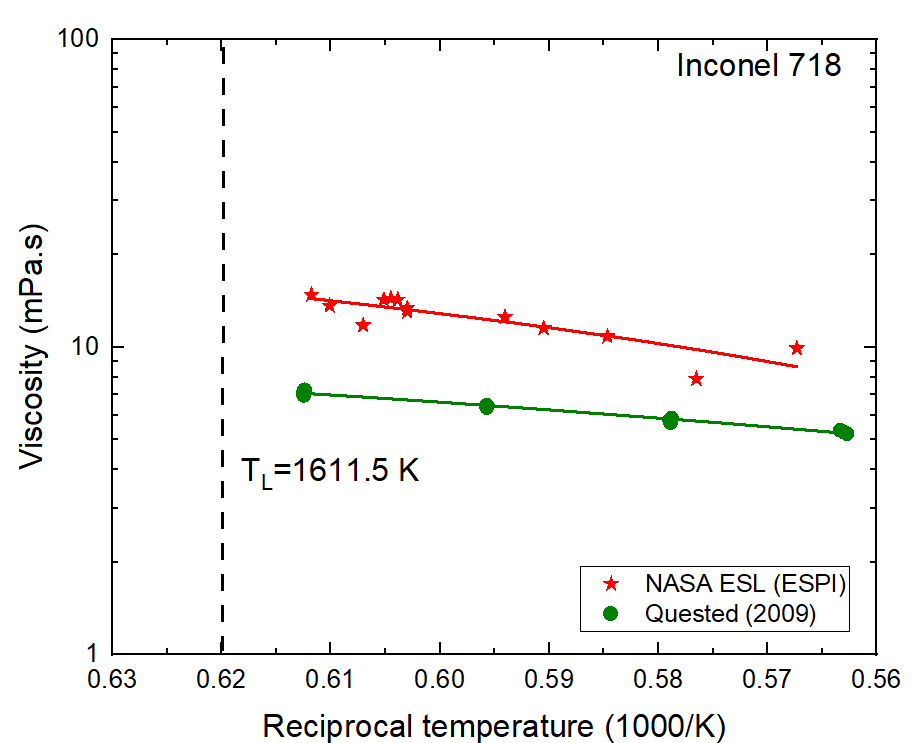 100
Inconel 718
10
Viscosity (mPa.s)
TL=1611.5 K
NASA ESL (ESPI)
Quested (2009)
1
0.63 0.62 0.61 0.60 0.59 0.58 0.57 0.56
Reciprocal temperature (1000/K)